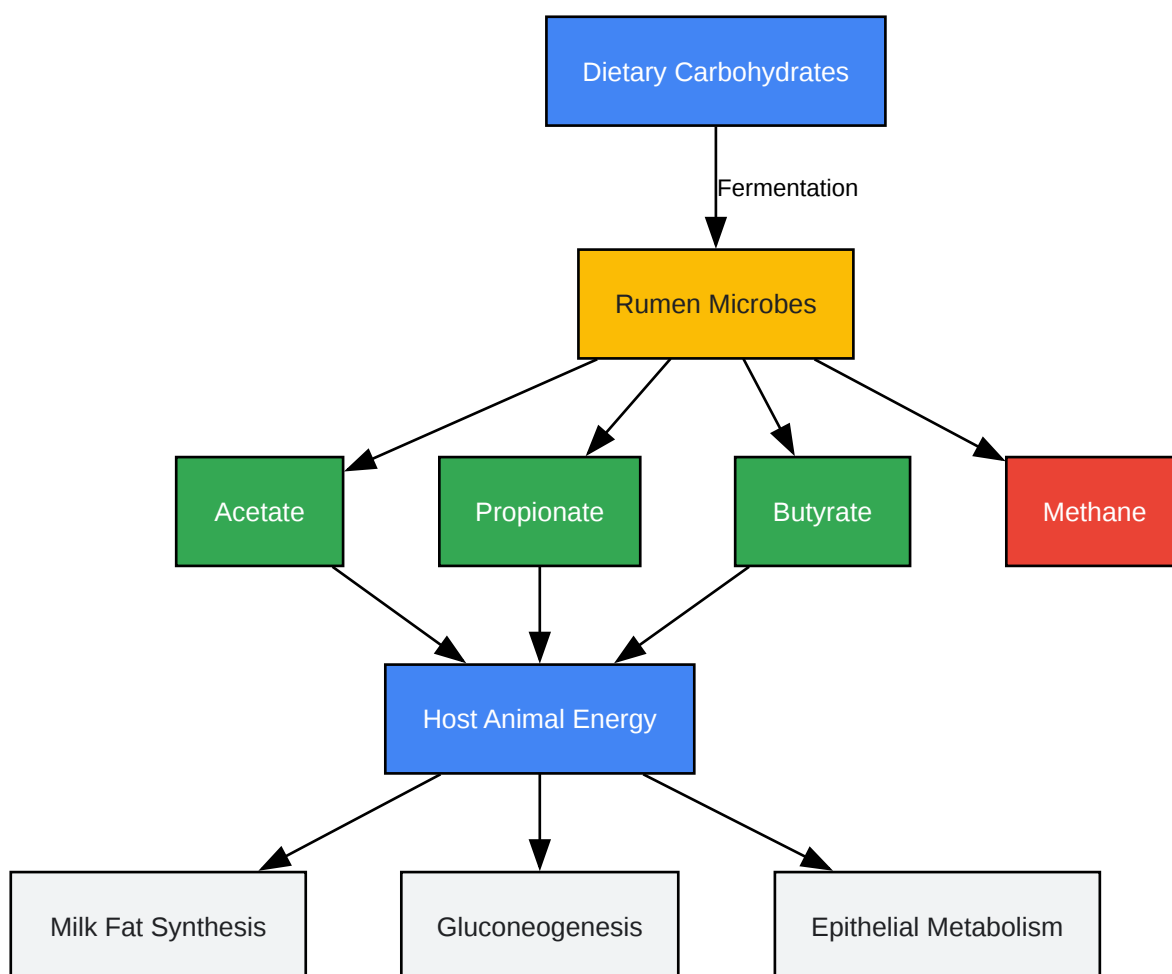 Dietary Carbohydrates
Fermentation
Rumen Microbes
Acetate
Propionate
Butyrate
Methane
Host Animal Energy
Milk Fat Synthesis
Gluconeogenesis
Epithelial Metabolism